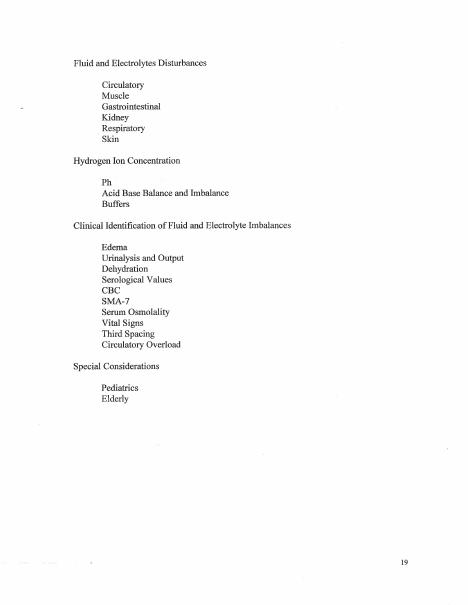 Fluid and Electrolytes Disturbances
Circulatory
Muscle
Gastrointestinal
Kidney
Respiratory
Skin
Hydrogen Ion Concentration
Ph
Acid Base Balance and Imbalance
Buffers
Clinical Identification of Fluid and Electrolyte Imbalances
Edema
Urinalysis and Output
Dehydration
Serological Values
CBC
SMA-7
Serum Osmolality
Vital Signs
Third Spacing
Circulatory Overload
Special Considerations
Pediatrics
Elderly
19